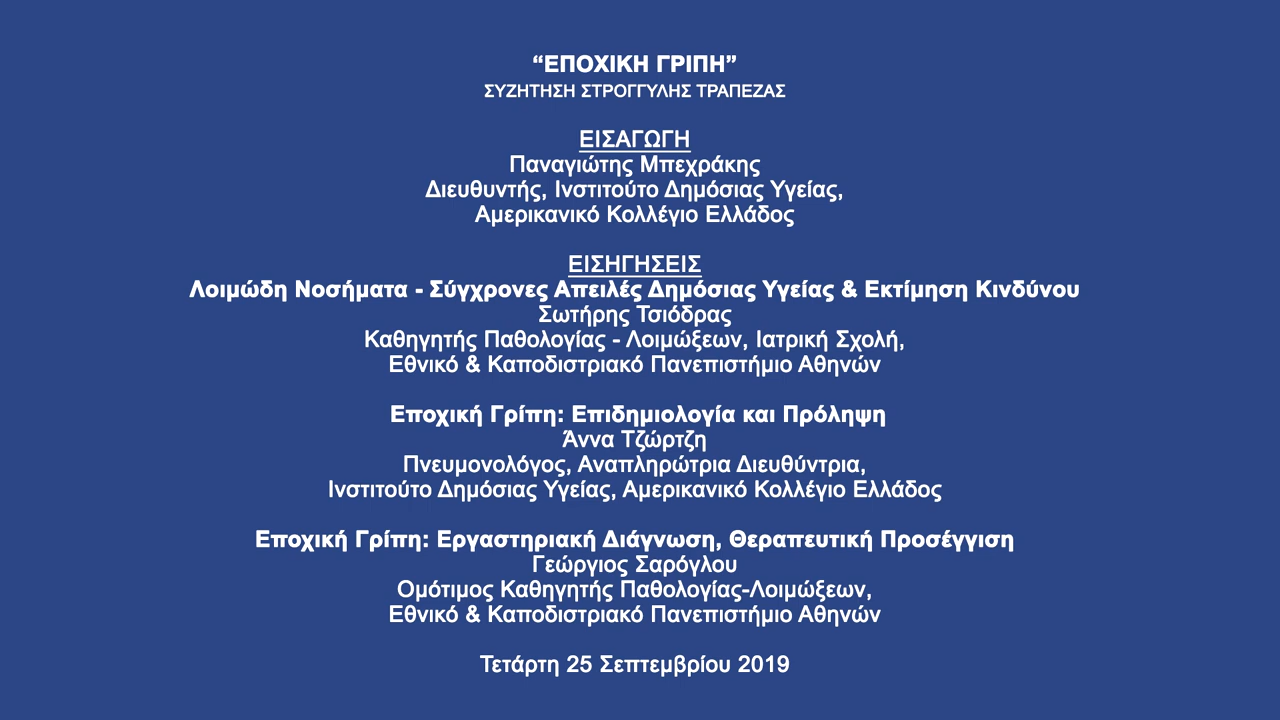 “ΕΠΟΧΙΚΗ ΓΡΙΠΗ”
ΣΥΖΗΤΗΣΗ ΣΤΡΟΓΓΥΛΗΣ ΤΡΑΠΕΖΑΣ
ΕΙΣΑΓΩΓΗ
Παναγιώτης Μπεχράκης
Διευθυντής, Ινστιτούτο Δημόσιας Υγείας,
Αμερικανικό Κολλέγιο Ελλάδος
ΕΙΣΗΓΗΣΕΙΣ
Λοιμώδη Νοσήματα - Σύγχρονες Απειλές Δημόσιας Υγείας & Εκτίμηση Κινδύνου
Σωτήρης Τσιόδρας
Καθηγητής Παθολογίας - Λοιμώξεων, Ιατρική Σχολή,
Εθνικό & Καποδιστριακό Πανεπιστήμιο Αθηνών
Εποχική Γρίπη: Επιδημιολογία και Πρόληψη
Άννα Τζώρτζη
Πνευμονολόγος, Αναπληρώτρια Διευθύντρια,
Ινστιτούτο Δημόσιας Υγείας, Αμερικανικό Κολλέγιο Ελλάδος
Εποχική Γρίπη: Εργαστηριακή Διάγνωση, Θεραπευτική Προσέγγιση
Γεώργιος Σαρόγλου
Ομότιμος Καθηγητής Παθολογίας-Λοιμώξεων,
Εθνικό & Καποδιστριακό Πανεπιστήμιο Αθηνών
Τετάρτη 25 Σεπτεμβρίου 2019